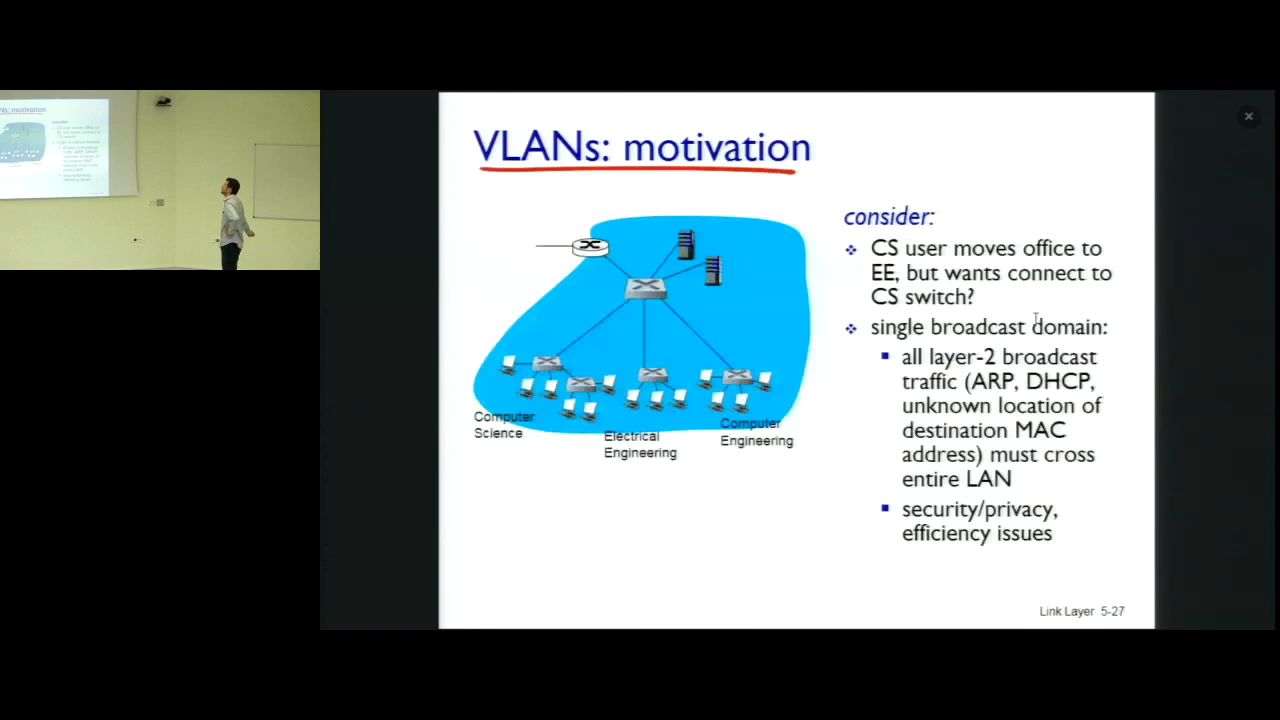 VLANs: motivation
consider:
CS user moves office to
EE, but wants connect to
CS switch?
single broadcast domain:
all layer-2 broadcast
traffic (ARP, DHCP,
unknown location of
destination MAC
address) must cross
entire LAN
security/privacy,
efficiency issues
Computer
Science
Electrical
Engineering
Computer
Engineering
Link Layer 5-27